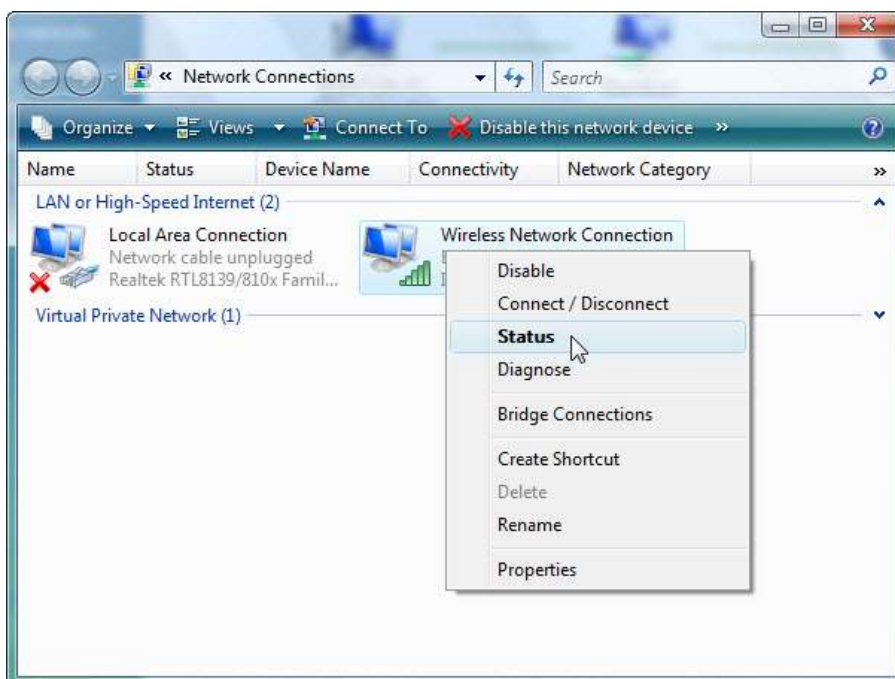 « Network Connections
Search
Organize Views Connect To Disable this network device »
Name Status Device Name Connectivity Network Category »
LAN or High-Speed Internet (2)
Local Area Connection
Network cable unplugged
Realtek RTL8139/810x Famil...
Wireless Network Connection
Virtual Private Network (1)
Disable
Connect / Disconnect
Status
Diagnose
Bridge Connections
Create Shortcut
Delete
Rename
Properties